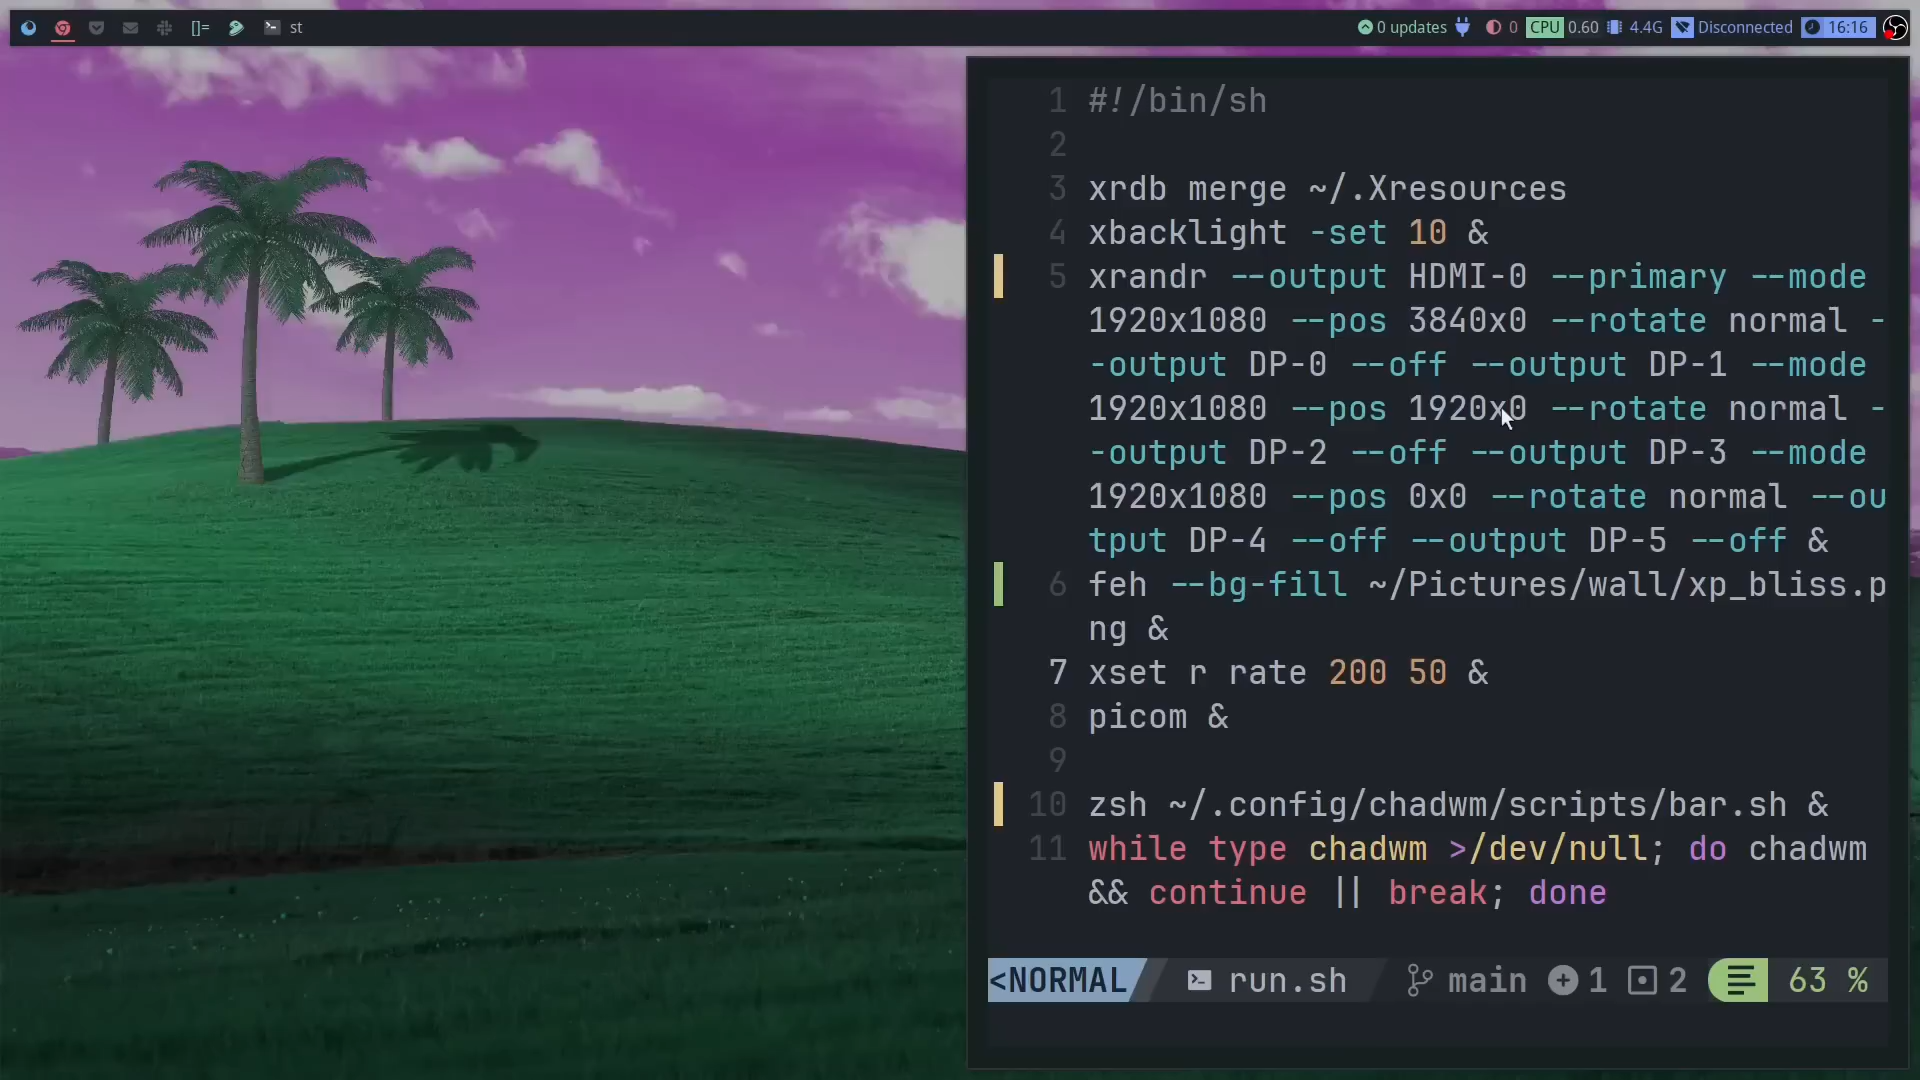 []= st 0 updates 0 CPU 0.60 4.4G Disconnected 16:16
1 #!/bin/sh
2
3 xrdb merge ~/.Xresources
4 xbacklight -set 10 &
5 xrandr --output HDMI-0 --primary --mode
1920x1080 --pos 3840x0 --rotate normal -
-output DP-0 --off --output DP-1 --mode
1920x1080 --pos 1920x0 --rotate normal -
-output DP-2 --off --output DP-3 --mode
1920x1080 --pos 0x0 --rotate normal --ou
tput DP-4 --off --output DP-5 --off &
6 feh --bg-fill ~/Pictures/wall/xp_bliss.p
ng &
7 xset r rate 200 50 &
8 picom &
9
10 zsh ~/.config/chadwm/scripts/bar.sh &
11 while type chadwm >/dev/null; do chadwm
&& continue || break; done
<NORMAL run.sh main 1 2 63 %